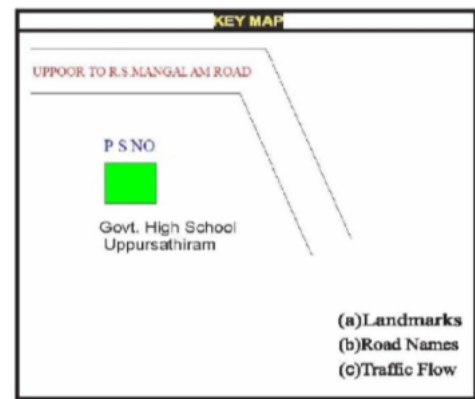 KEY MAP
UPPOOR TO R.S.MANGALAM ROAD
P S NO
Govt. High School
Uppursathiram
(a)Landmarks
(b)Road Names
(c)Traffic Flow